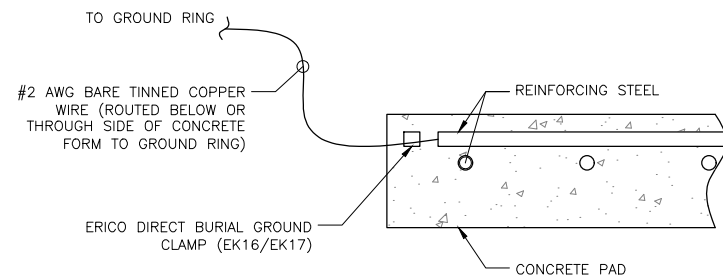 TO GROUND RING
#2 AWG BARE TINNED COPPER
WIRE (ROUTED BELOW OR
THROUGH SIDE OF CONCRETE
FORM TO GROUND RING)
REINFORCING STEEL
ERICO DIRECT BURIAL GROUND
CLAMP (EK16/EK17)
CONCRETE PAD